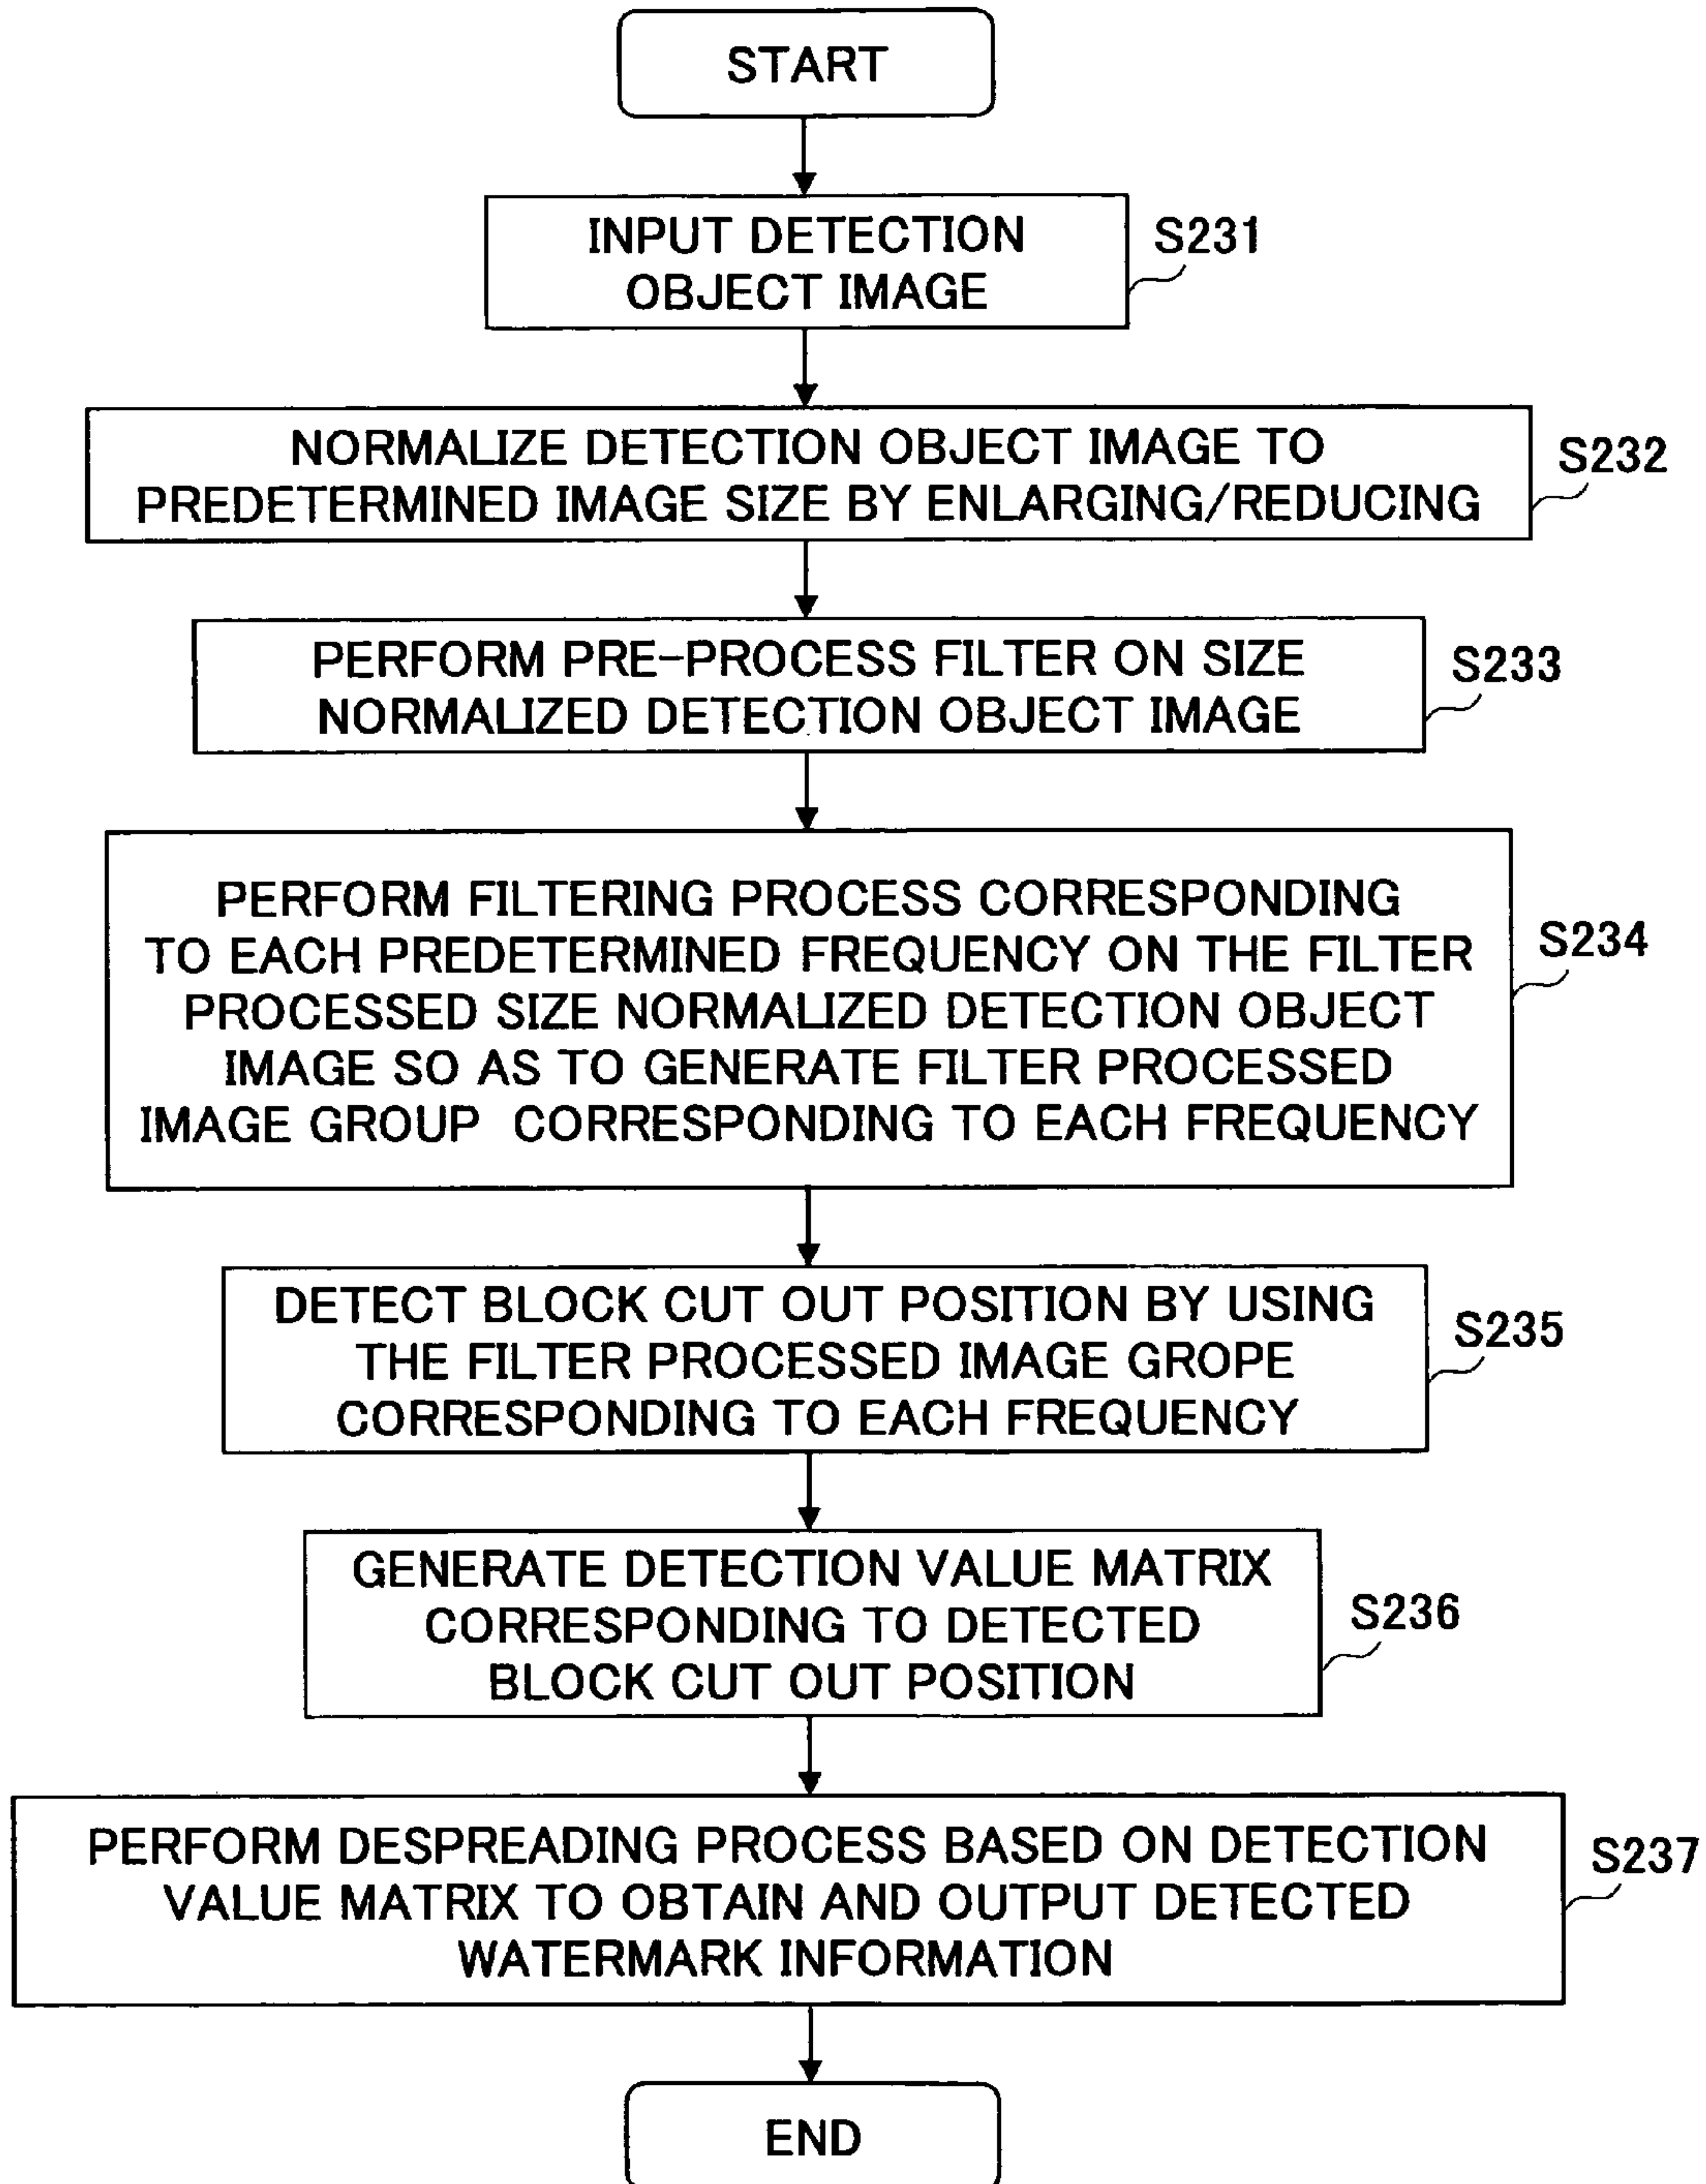 START
INPUT DETECTION
OBJECT IMAGE
S231
NORMALIZE DETECTION OBJECT IMAGE TO
PREDETERMINED IMAGE SIZE BY ENLARGING/REDUCING
S232
PERFORM PRE-PROCESS FILTER ON SIZE
NORMALIZED DETECTION OBJECT IMAGE
S233
PERFORM FILTERING PROCESS CORRESPONDING
TO EACH PREDETERMINED FREQUENCY ON THE FILTER
PROCESSED SIZE NORMALIZED DETECTION OBJECT
IMAGE SO AS TO GENERATE FILTER PROCESSED
IMAGE GROUP CORRESPONDING TO EACH FREQUENCY
S234
DETECT BLOCK CUT OUT POSITION BY USING
THE FILTER PROCESSED IMAGE GROPE
CORRESPONDING TO EACH FREQUENCY
S235
GENERATE DETECTION VALUE MATRIX
CORRESPONDING TO DETECTED
BLOCK CUT OUT POSITION
S236
PERFORM DESPREADING PROCESS BASED ON DETECTION
VALUE MATRIX TO OBTAIN AND OUTPUT DETECTED
WATERMARK INFORMATION
S237
END